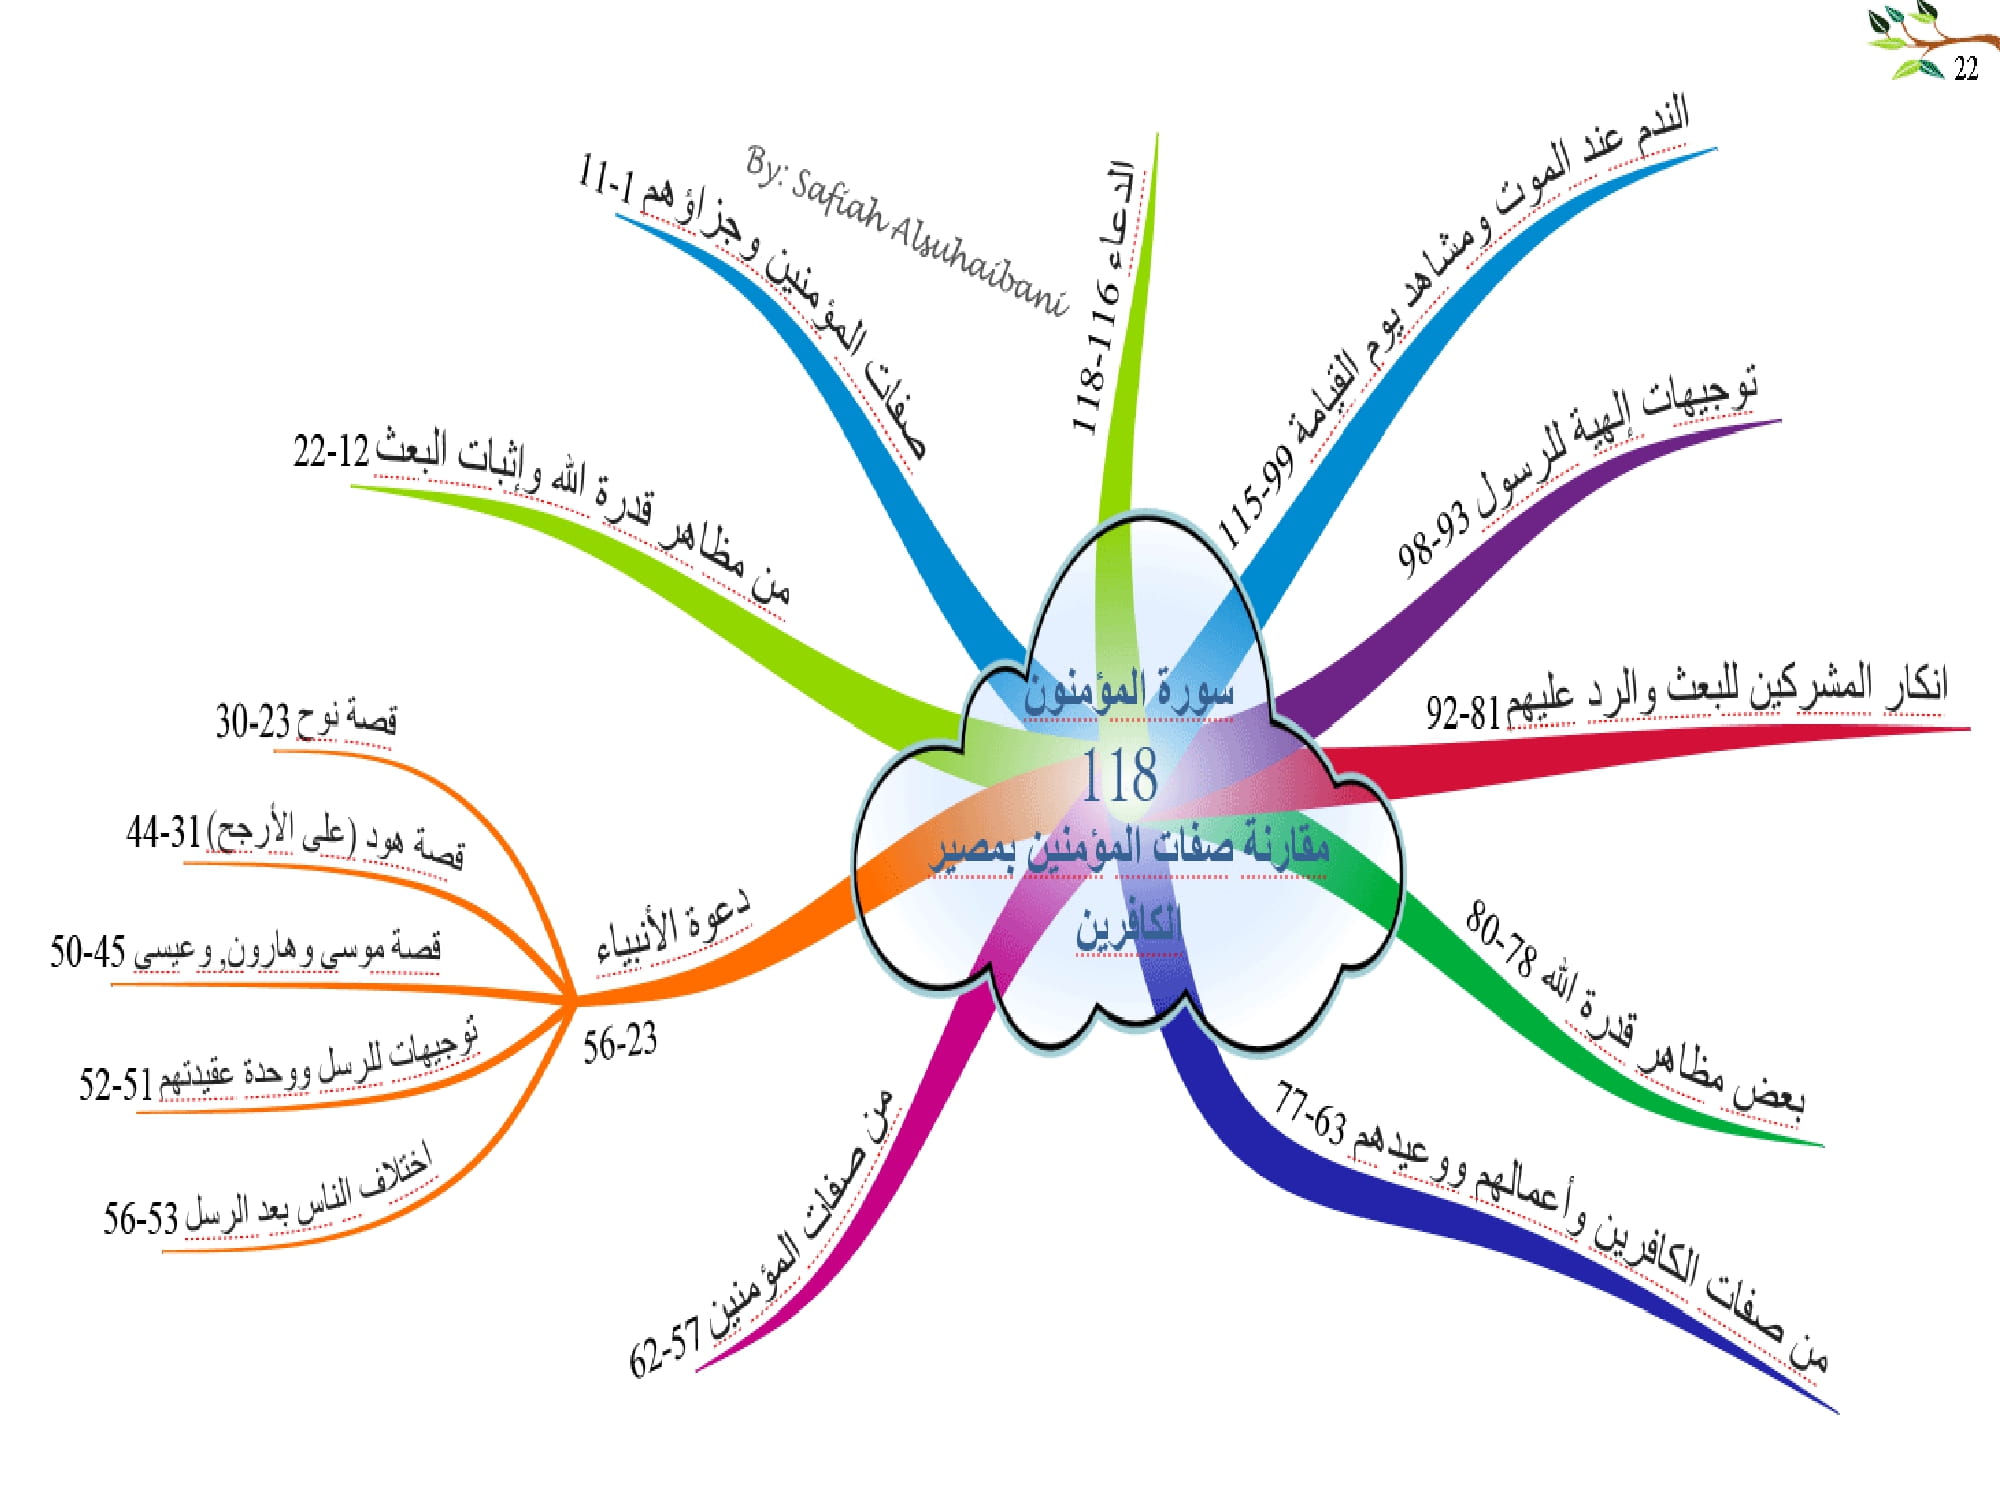 22
By: Safiah Alsuhaibani
سورة المؤمنون
118
مقارنة صفات المؤمنين بمصير
الكافرين
الندم عند الموت ومشاهد يوم القيامة 99-115
توجيهات إلهية للرسول 93-98
انكار المشركين للبعث والرد عليهم 81-92
بعض مظاهر قدرة الله 78-80
من صفات الكافرين وأعمالهم ووعيدهم 63-77
الدعاء 116-118
صفات المؤمنين وجزاؤهم 1-11
من مظاهر قدرة الله وإثبات البعث 12-22
دعوة الأنبياء
23-56
قصة نوح 23-30
قصة هود (على الأرجح) 31-44
قصة موسى وهارون, وعيسى 45-50
توجيهات للرسل ووحدة عقيدتهم 51-52
اختلاف الناس بعد الرسل 53-56
من صفات المؤمنين 57-62